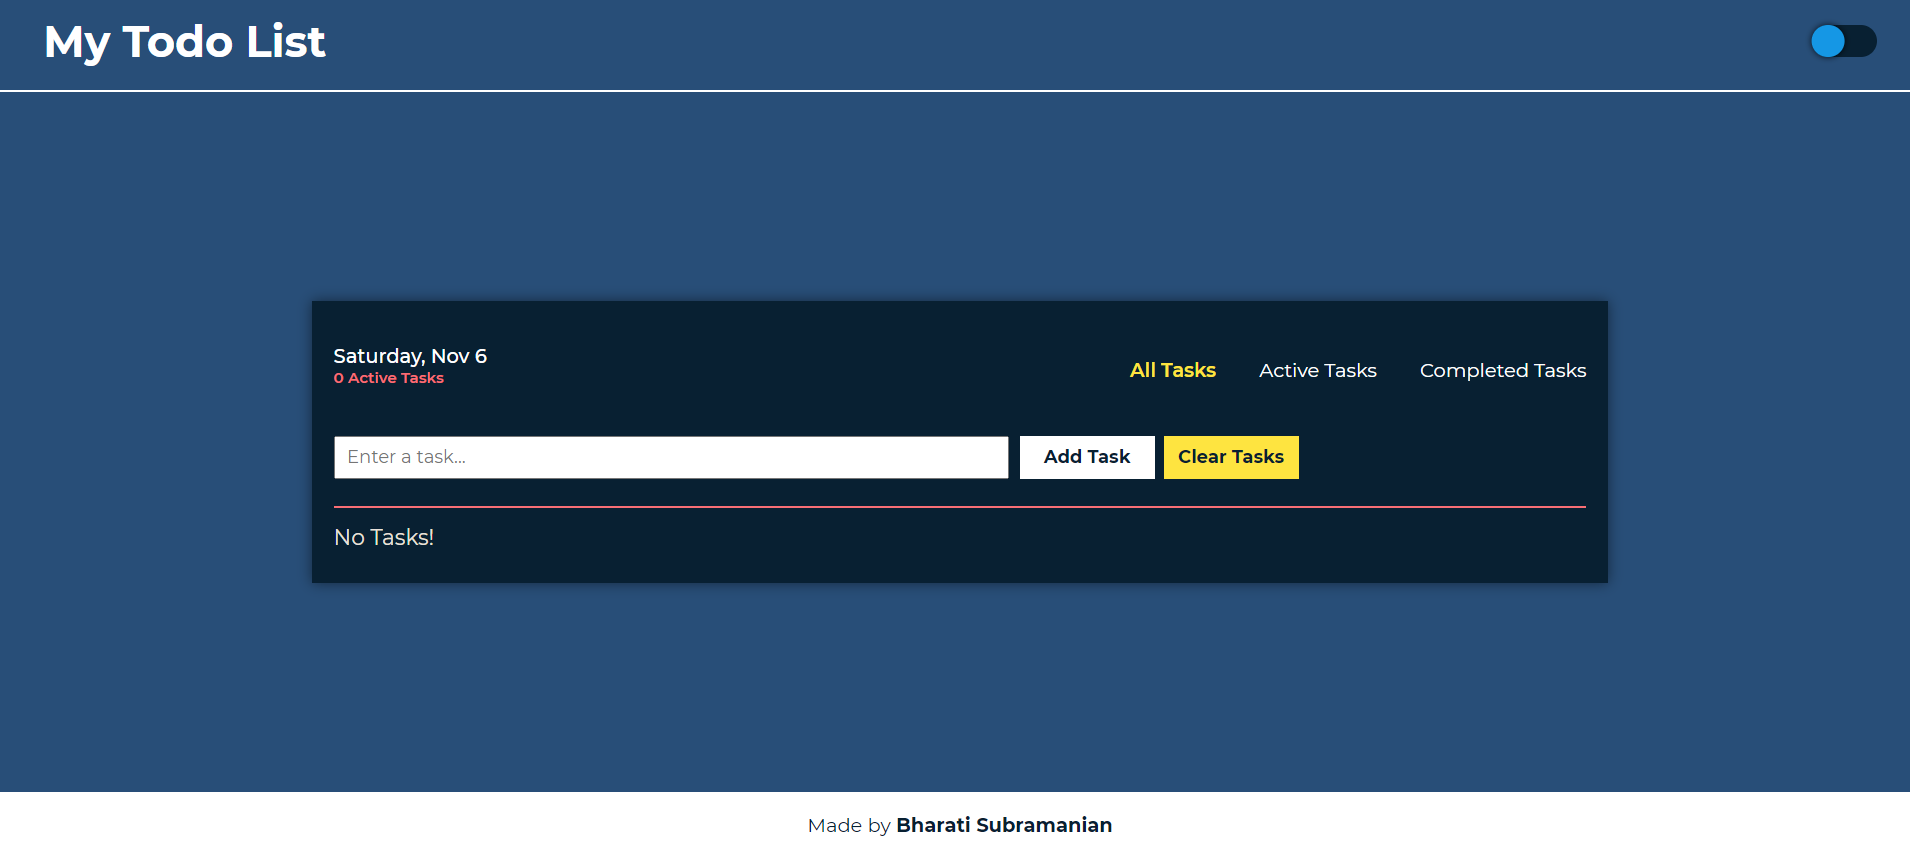 My Todo List
Saturday, Nov 6
0 Active Tasks
All Tasks Active Tasks Completed Tasks
Enter a task... Add Task Clear Tasks
No Tasks!
Made by Bharati Subramanian